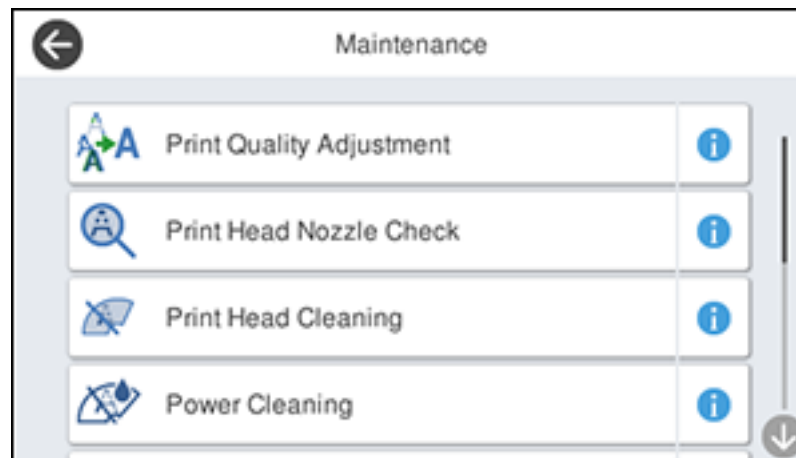 Maintenance
Print Quality Adjustment
Print Head Nozzle Check
Print Head Cleaning
Power Cleaning